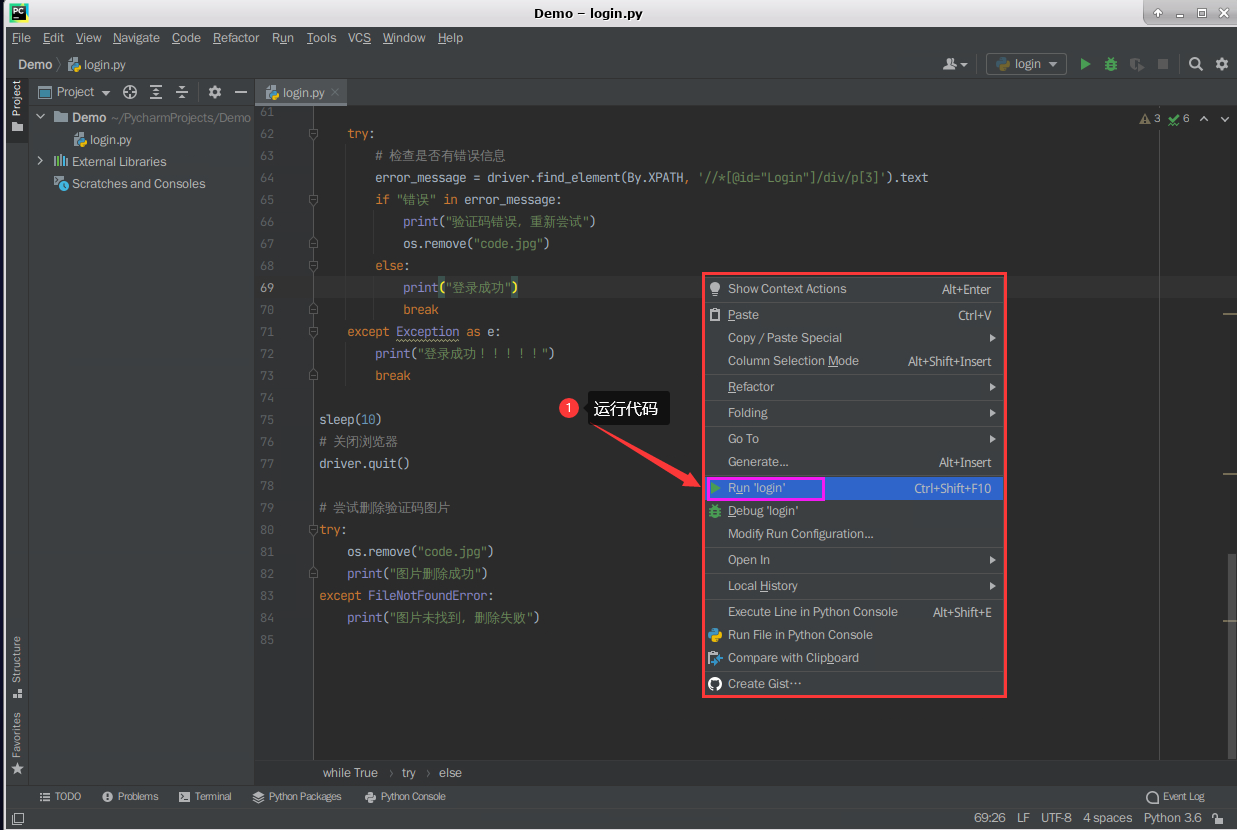 PC
Demo – login.py
File Edit View Navigate Code Refactor Run Tools VCS Window Help
Demo login.py login
Project login.py
Project
Demo ~/PycharmProjects/Demo
login.py
External Libraries
Scratches and Consoles
Structure
Favorites
3 6
61
62 try:
63 # 检查是否有错误信息
64 error_message = driver.find_element(By.XPATH, '//*[@id="Login"]/div/p[3]').text
65 if "错误" in error_message:
66 print("验证码错误，重新尝试")
67 os.remove("code.jpg")
68 else:
69 print("登录成功")
70 break
71 except Exception as e:
72 print("登录成功！！！！！")
73 break
74
75 sleep(10)
76 # 关闭浏览器
77 driver.quit()
78
79 # 尝试删除验证码图片
80 try:
81 os.remove("code.jpg")
82 print("图片删除成功")
83 except FileNotFoundError:
84 print("图片未找到，删除失败")
85
1 运行代码
Show Context Actions Alt+Enter
Paste Ctrl+V
Copy / Paste Special
Column Selection Mode Alt+Shift+Insert
Refactor
Folding
Go To
Generate... Alt+Insert
Run 'login' Ctrl+Shift+F10
Debug 'login'
Modify Run Configuration...
Open In
Local History
Execute Line in Python Console Alt+Shift+E
Run File in Python Console
Compare with Clipboard
Create Gist...
while True › try › else
TODO Problems Terminal Python Packages Python Console Event Log
69:26 LF UTF-8 4 spaces Python 3.6